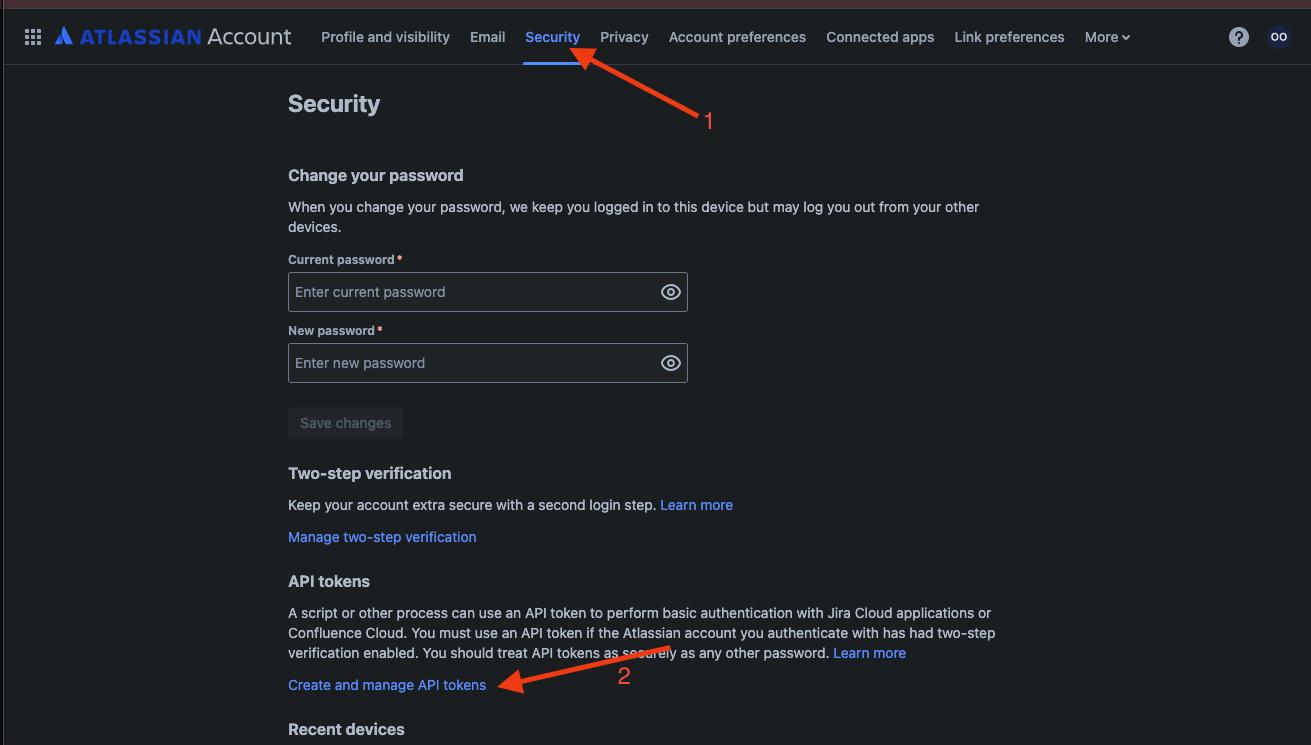 ATLASSIAN Account Profile and visibility Email Security Privacy Account preferences Connected apps Link preferences More OO
Security
1
Change your password
When you change your password, we keep you logged in to this device but may log you out from your other
devices.
Current password *
Enter current password
New password *
Enter new password
Save changes
Two-step verification
Keep your account extra secure with a second login step. Learn more
Manage two-step verification
API tokens
A script or other process can use an API token to perform basic authentication with Jira Cloud applications or
Confluence Cloud. You must use an API token if the Atlassian account you authenticate with has had two-step
verification enabled. You should treat API tokens as securely as any other password. Learn more
2
Create and manage API tokens
Recent devices